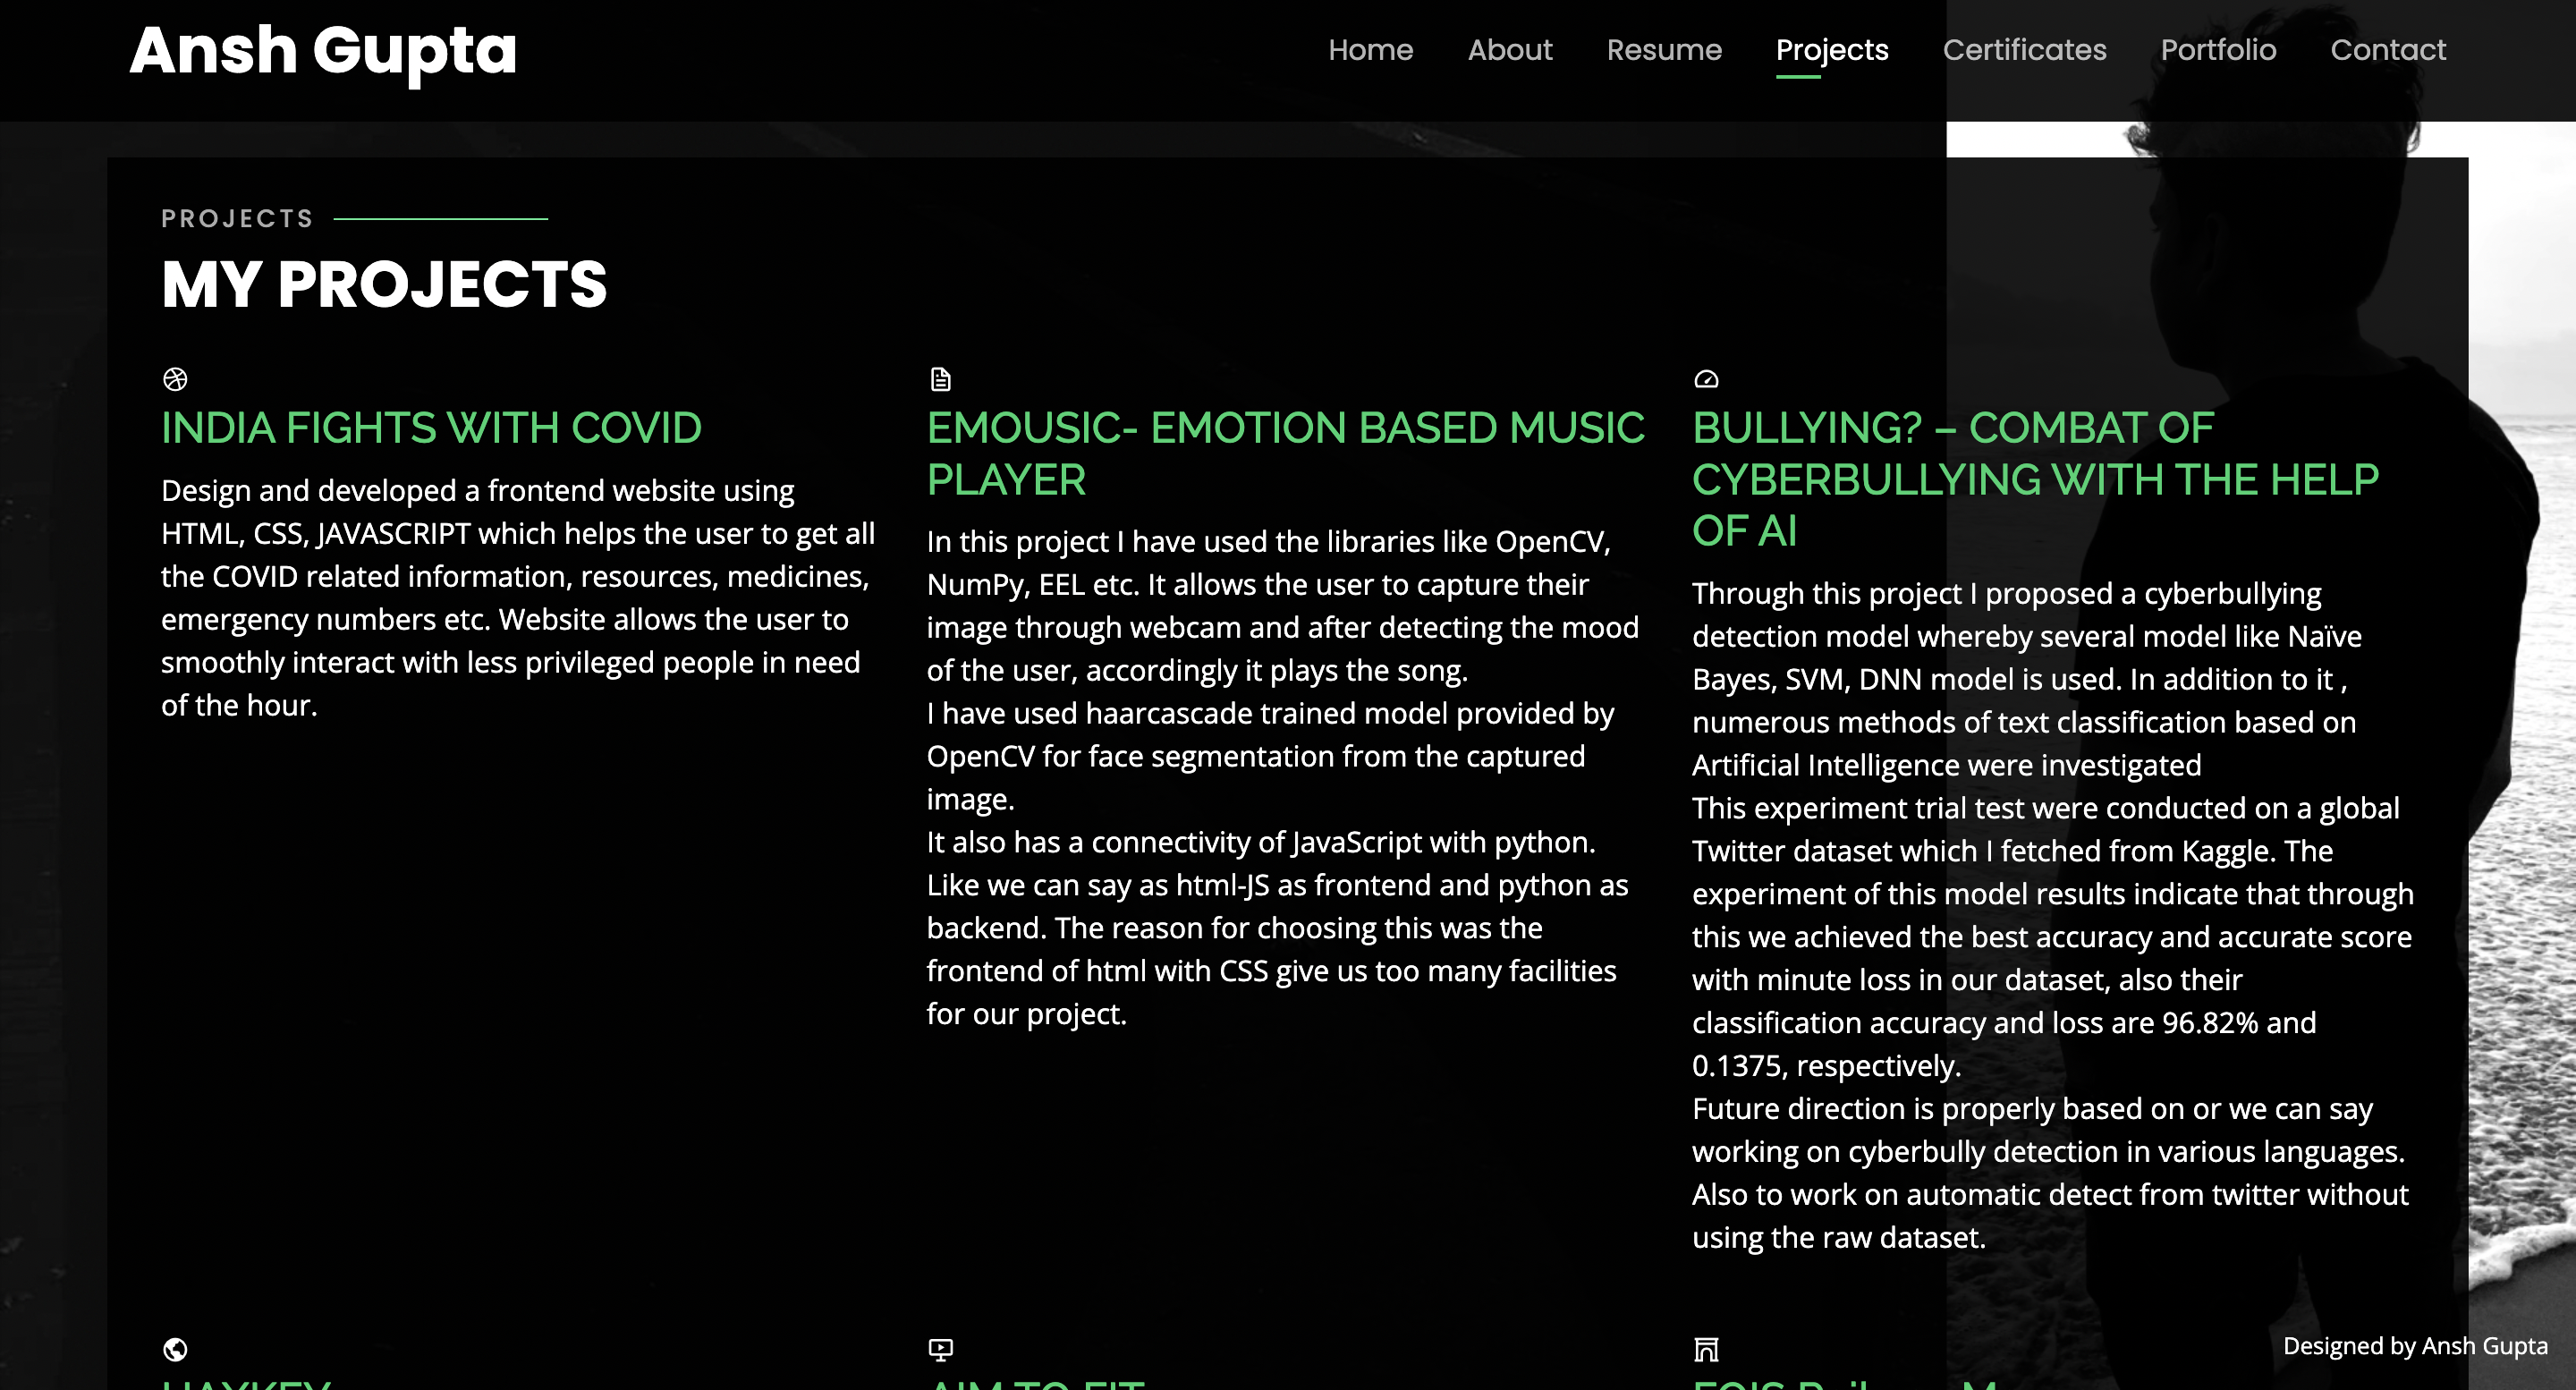 Ansh Gupta
Home About Resume Projects Certificates Portfolio Contact
PROJECTS
MY PROJECTS
INDIA FIGHTS WITH COVID
Design and developed a frontend website using
HTML, CSS, JAVASCRIPT which helps the user to get all
the COVID related information, resources, medicines,
emergency numbers etc. Website allows the user to
smoothly interact with less privileged people in need
of the hour.
EMOUSIC- EMOTION BASED MUSIC
PLAYER
In this project I have used the libraries like OpenCV,
NumPy, EEL etc. It allows the user to capture their
image through webcam and after detecting the mood
of the user, accordingly it plays the song.
I have used haarcascade trained model provided by
OpenCV for face segmentation from the captured
image.
It also has a connectivity of JavaScript with python.
Like we can say as html-JS as frontend and python as
backend. The reason for choosing this was the
frontend of html with CSS give us too many facilities
for our project.
BULLYING? – COMBAT OF
CYBERBULLYING WITH THE HELP
OF AI
Through this project I proposed a cyberbullying
detection model whereby several model like Naïve
Bayes, SVM, DNN model is used. In addition to it ,
numerous methods of text classification based on
Artificial Intelligence were investigated
This experiment trial test were conducted on a global
Twitter dataset which I fetched from Kaggle. The
experiment of this model results indicate that through
this we achieved the best accuracy and accurate score
with minute loss in our dataset, also their
classification accuracy and loss are 96.82% and
0.1375, respectively.
Future direction is properly based on or we can say
working on cyberbully detection in various languages.
Also to work on automatic detect from twitter without
using the raw dataset.
AIM TO FIT
Designed by Ansh Gupta